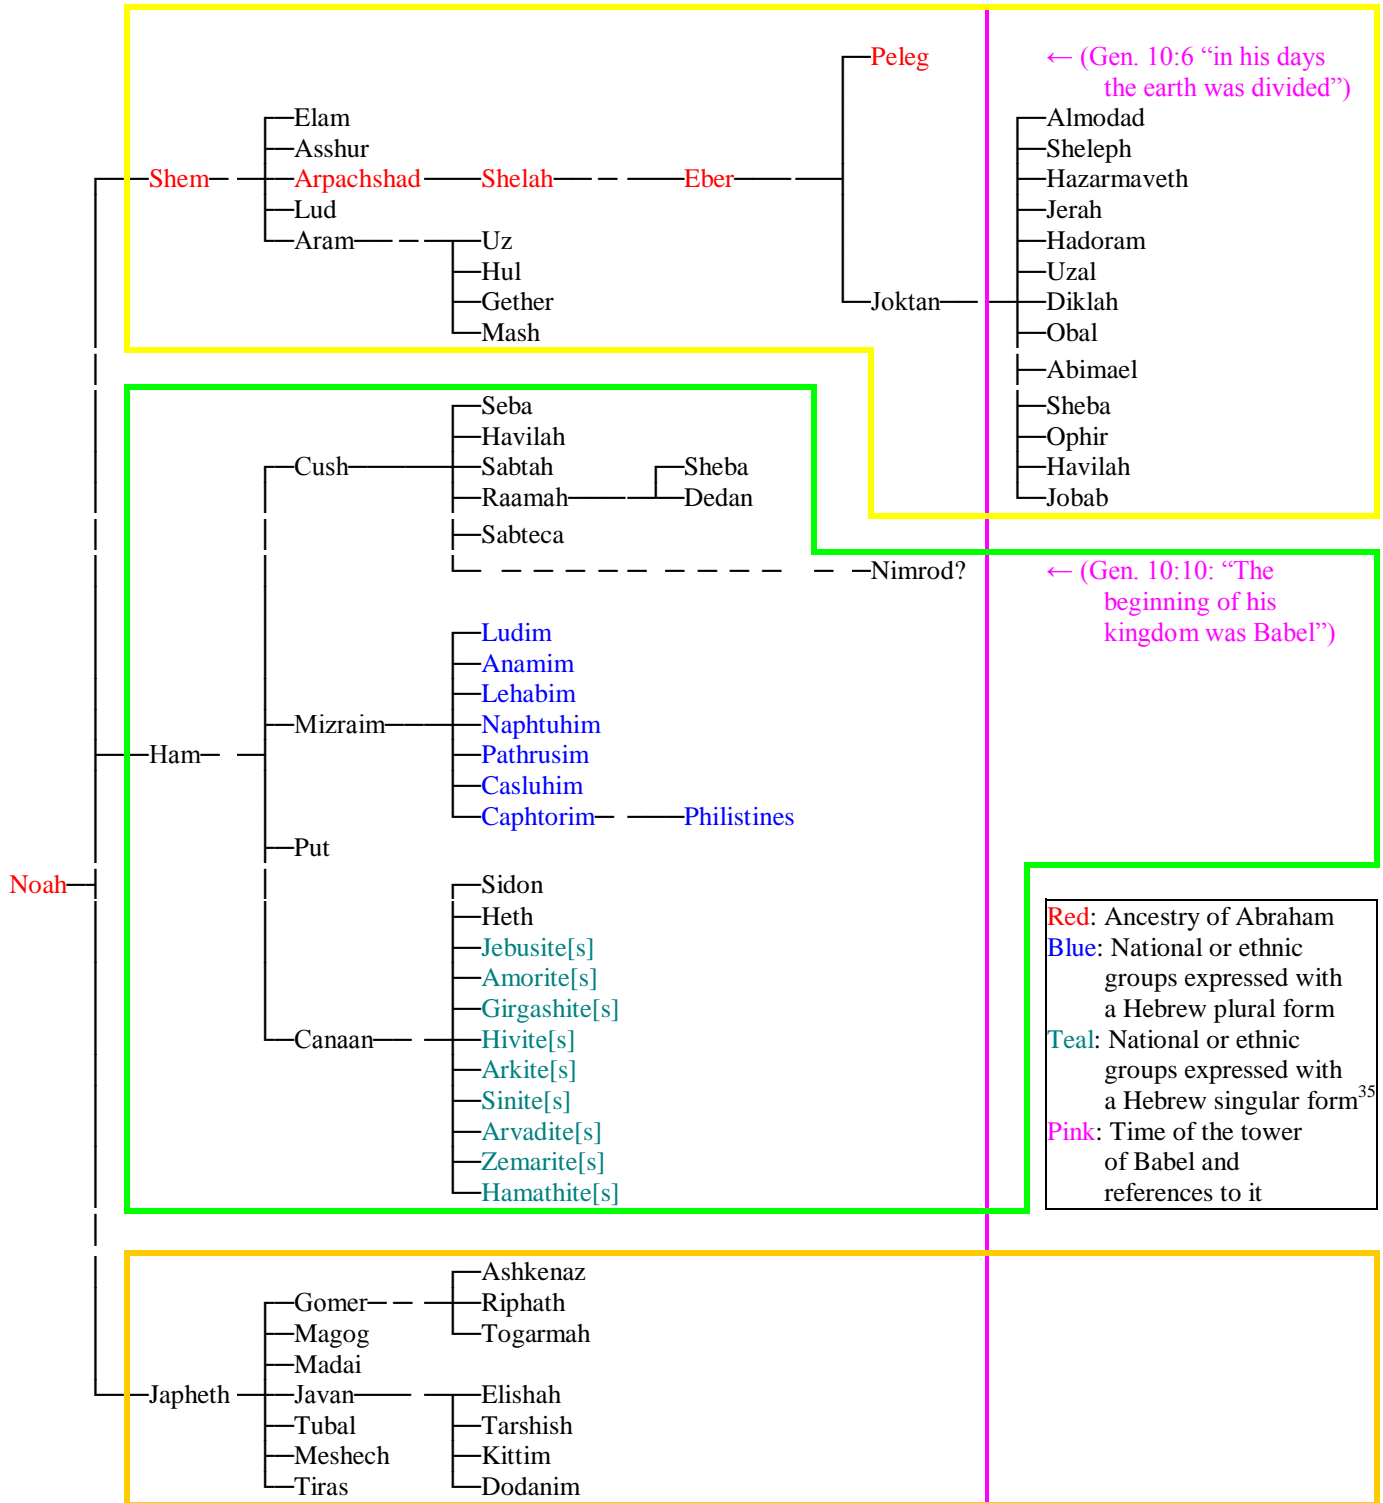 Peleg ← (Gen. 10:6 “in his days
the earth was divided”)
Elam Almodad
Asshur Sheleph
Shem Arpachshad Shelah Eber Hazarmaveth
Lud Jerah
Aram Uz Hadoram
Hul Uzal
Gether Joktan Diklah
Mash Obal
Abimael
Seba Sheba
Havilah Ophir
Cush Sabtah Sheba Havilah
Raamah Dedan Jobab
Sabteca
Nimrod? ← (Gen. 10:10: “The
beginning of his
Ludim kingdom was Babel”)
Anamim
Lehabim
Mizraim Naphtuhim
Ham Pathrusim
Casluhim
Caphtorim Philistines
Put
Noah Sidon
Heth Red: Ancestry of Abraham
Jebusite[s] Blue: National or ethnic
Amorite[s] groups expressed with
Girgashite[s] a Hebrew plural form
Canaan Hivite[s] Teal: National or ethnic
Arkite[s] groups expressed with
Sinite[s] a Hebrew singular form35
Arvadite[s] Pink: Time of the tower
Zemarite[s] of Babel and
Hamathite[s] references to it
Ashkenaz
Gomer Riphath
Magog Togarmah
Madai
Japheth Javan Elishah
Tubal Tarshish
Meshech Kittim
Tiras Dodanim